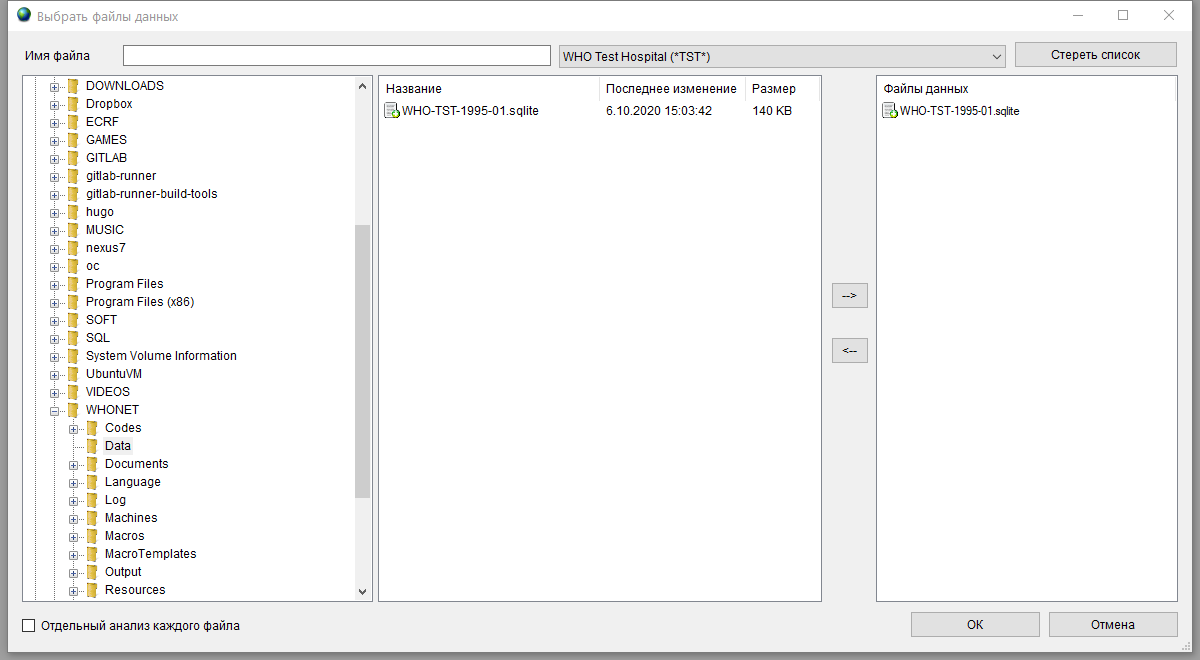 Выбрать файлы данных
Имя файла
WHO Test Hospital (*TST*)
Стереть список
DOWNLOADS
Dropbox
ECRF
GAMES
GITLAB
gitlab-runner
gitlab-runner-build-tools
hugo
MUSIC
nexus7
oc
Program Files
Program Files (x86)
SOFT
SQL
System Volume Information
UbuntuVM
VIDEOS
WHONET
Codes
Data
Documents
Language
Log
Machines
Macros
MacroTemplates
Output
Resources
Название Последнее изменение Размер
WHO-TST-1995-01.sqlite 6.10.2020 15:03:42 140 KB
-->
<--
Файлы данных
WHO-TST-1995-01.sqlite
Отдельный анализ каждого файла
ОК
Отмена